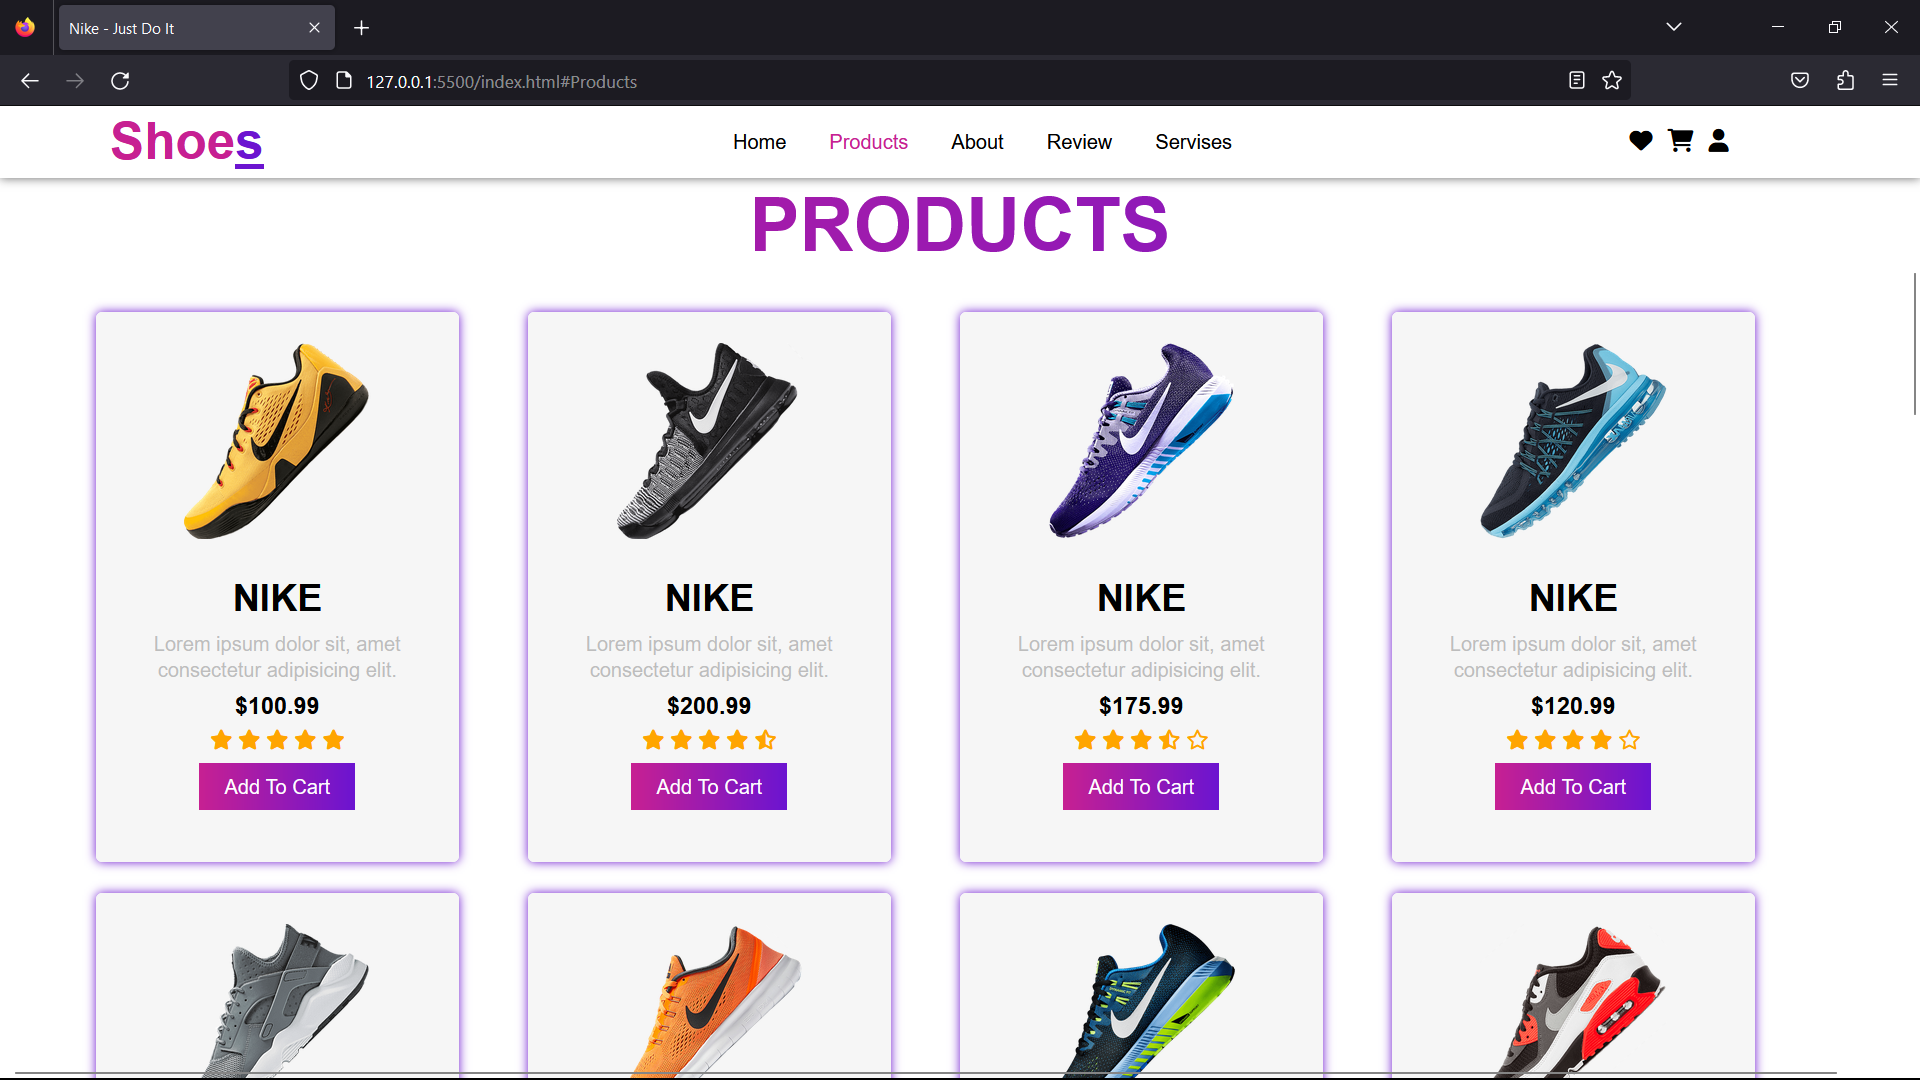 Nike - Just Do It
127.0.0.1:5500/index.html#Products
Shoes
Home Products About Review Servises
PRODUCTS
NIKE
Lorem ipsum dolor sit, amet
consectetur adipisicing elit.
$100.99
Add To Cart
NIKE
Lorem ipsum dolor sit, amet
consectetur adipisicing elit.
$200.99
Add To Cart
NIKE
Lorem ipsum dolor sit, amet
consectetur adipisicing elit.
$175.99
Add To Cart
NIKE
Lorem ipsum dolor sit, amet
consectetur adipisicing elit.
$120.99
Add To Cart